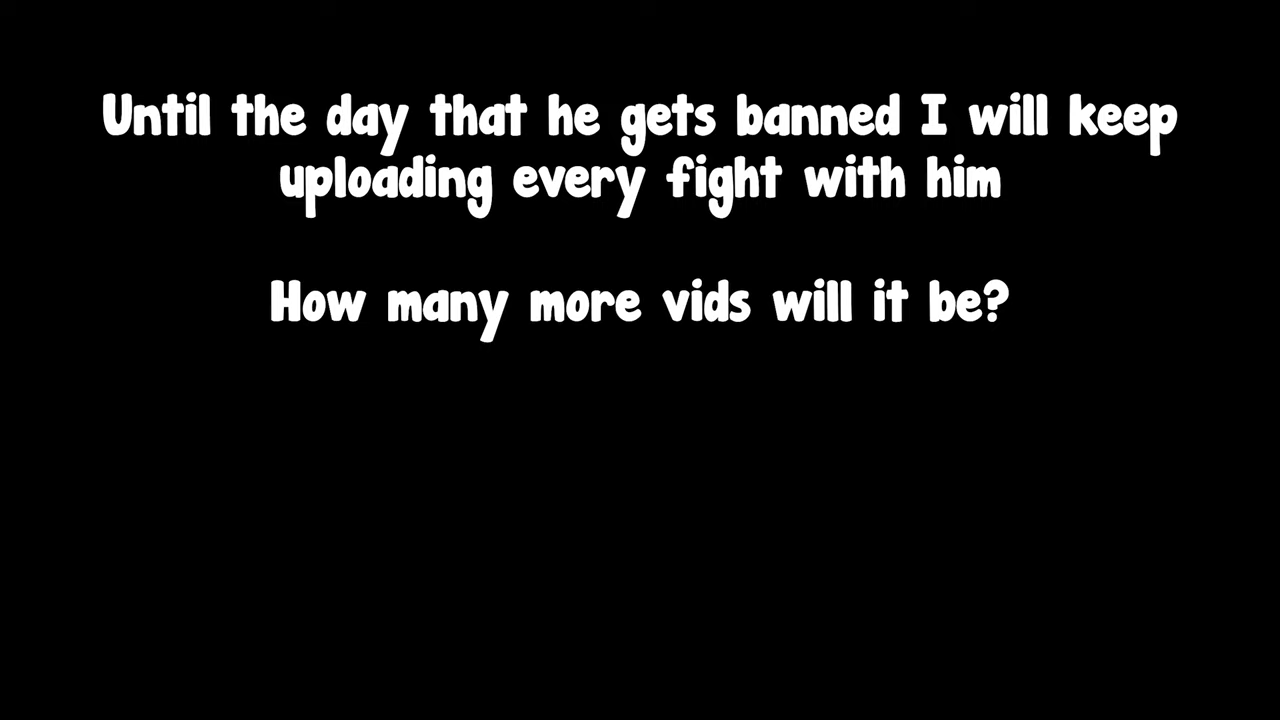 Until the day that he gets banned I will keep
uploading every fight with him
How many more vids will it be?